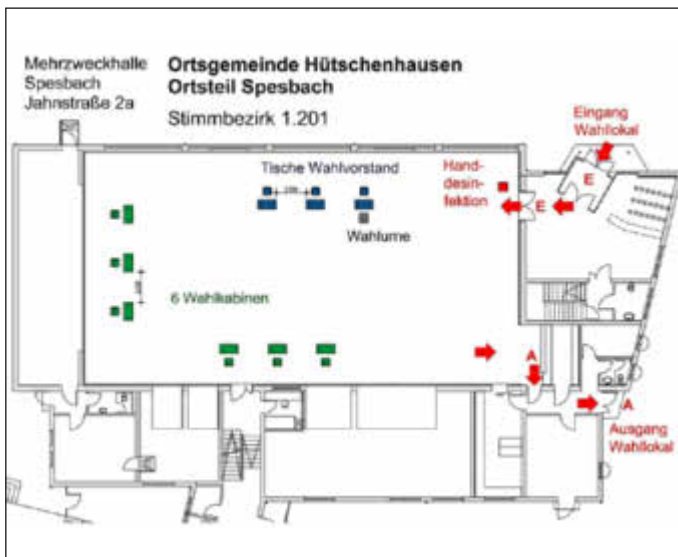 Mehrzweckhalle
Spesbach
Jahnstraße 2a
Ortsgemeinde Hütschenhausen
Ortsteil Spesbach
Stimmbezirk 1.201
Eingang
Wahllokal
E
Tische Wahlvorstand
Hand-
desin-
fektion
E
Wahlurne
6 Wahlkabinen
A
A
Ausgang
Wahllokal